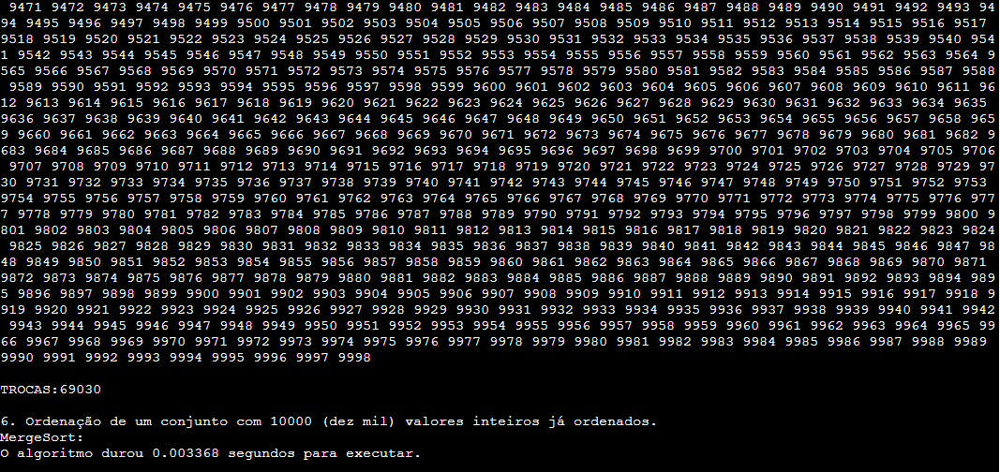 9471 9472 9473 9474 9475 9476 9477 9478 9479 9480 9481 9482 9483 9484 9485 9486 9487 9488 9489 9490 9491 9492 9493 94
94 9495 9496 9497 9498 9499 9500 9501 9502 9503 9504 9505 9506 9507 9508 9509 9510 9511 9512 9513 9514 9515 9516 9517
9518 9519 9520 9521 9522 9523 9524 9525 9526 9527 9528 9529 9530 9531 9532 9533 9534 9535 9536 9537 9538 9539 9540 954
1 9542 9543 9544 9545 9546 9547 9548 9549 9550 9551 9552 9553 9554 9555 9556 9557 9558 9559 9560 9561 9562 9563 9564 9
565 9566 9567 9568 9569 9570 9571 9572 9573 9574 9575 9576 9577 9578 9579 9580 9581 9582 9583 9584 9585 9586 9587 9588
9589 9590 9591 9592 9593 9594 9595 9596 9597 9598 9599 9600 9601 9602 9603 9604 9605 9606 9607 9608 9609 9610 9611 96
12 9613 9614 9615 9616 9617 9618 9619 9620 9621 9622 9623 9624 9625 9626 9627 9628 9629 9630 9631 9632 9633 9634 9635
9636 9637 9638 9639 9640 9641 9642 9643 9644 9645 9646 9647 9648 9649 9650 9651 9652 9653 9654 9655 9656 9657 9658 965
9 9660 9661 9662 9663 9664 9665 9666 9667 9668 9669 9670 9671 9672 9673 9674 9675 9676 9677 9678 9679 9680 9681 9682 9
683 9684 9685 9686 9687 9688 9689 9690 9691 9692 9693 9694 9695 9696 9697 9698 9699 9700 9701 9702 9703 9704 9705 9706
9707 9708 9709 9710 9711 9712 9713 9714 9715 9716 9717 9718 9719 9720 9721 9722 9723 9724 9725 9726 9727 9728 9729 97
30 9731 9732 9733 9734 9735 9736 9737 9738 9739 9740 9741 9742 9743 9744 9745 9746 9747 9748 9749 9750 9751 9752 9753
9754 9755 9756 9757 9758 9759 9760 9761 9762 9763 9764 9765 9766 9767 9768 9769 9770 9771 9772 9773 9774 9775 9776 977
7 9778 9779 9780 9781 9782 9783 9784 9785 9786 9787 9788 9789 9790 9791 9792 9793 9794 9795 9796 9797 9798 9799 9800 9
801 9802 9803 9804 9805 9806 9807 9808 9809 9810 9811 9812 9813 9814 9815 9816 9817 9818 9819 9820 9821 9822 9823 9824
9825 9826 9827 9828 9829 9830 9831 9832 9833 9834 9835 9836 9837 9838 9839 9840 9841 9842 9843 9844 9845 9846 9847 98
48 9849 9850 9851 9852 9853 9854 9855 9856 9857 9858 9859 9860 9861 9862 9863 9864 9865 9866 9867 9868 9869 9870 9871
9872 9873 9874 9875 9876 9877 9878 9879 9880 9881 9882 9883 9884 9885 9886 9887 9888 9889 9890 9891 9892 9893 9894 989
5 9896 9897 9898 9899 9900 9901 9902 9903 9904 9905 9906 9907 9908 9909 9910 9911 9912 9913 9914 9915 9916 9917 9918 9
919 9920 9921 9922 9923 9924 9925 9926 9927 9928 9929 9930 9931 9932 9933 9934 9935 9936 9937 9938 9939 9940 9941 9942
9943 9944 9945 9946 9947 9948 9949 9950 9951 9952 9953 9954 9955 9956 9957 9958 9959 9960 9961 9962 9963 9964 9965 99
66 9967 9968 9969 9970 9971 9972 9973 9974 9975 9976 9977 9978 9979 9980 9981 9982 9983 9984 9985 9986 9987 9988 9989
9990 9991 9992 9993 9994 9995 9996 9997 9998
TROCAS:69030
6. Ordenação de um conjunto com 10000 (dez mil) valores inteiros já ordenados.
MergeSort:
O algoritmo durou 0.003368 segundos para executar.